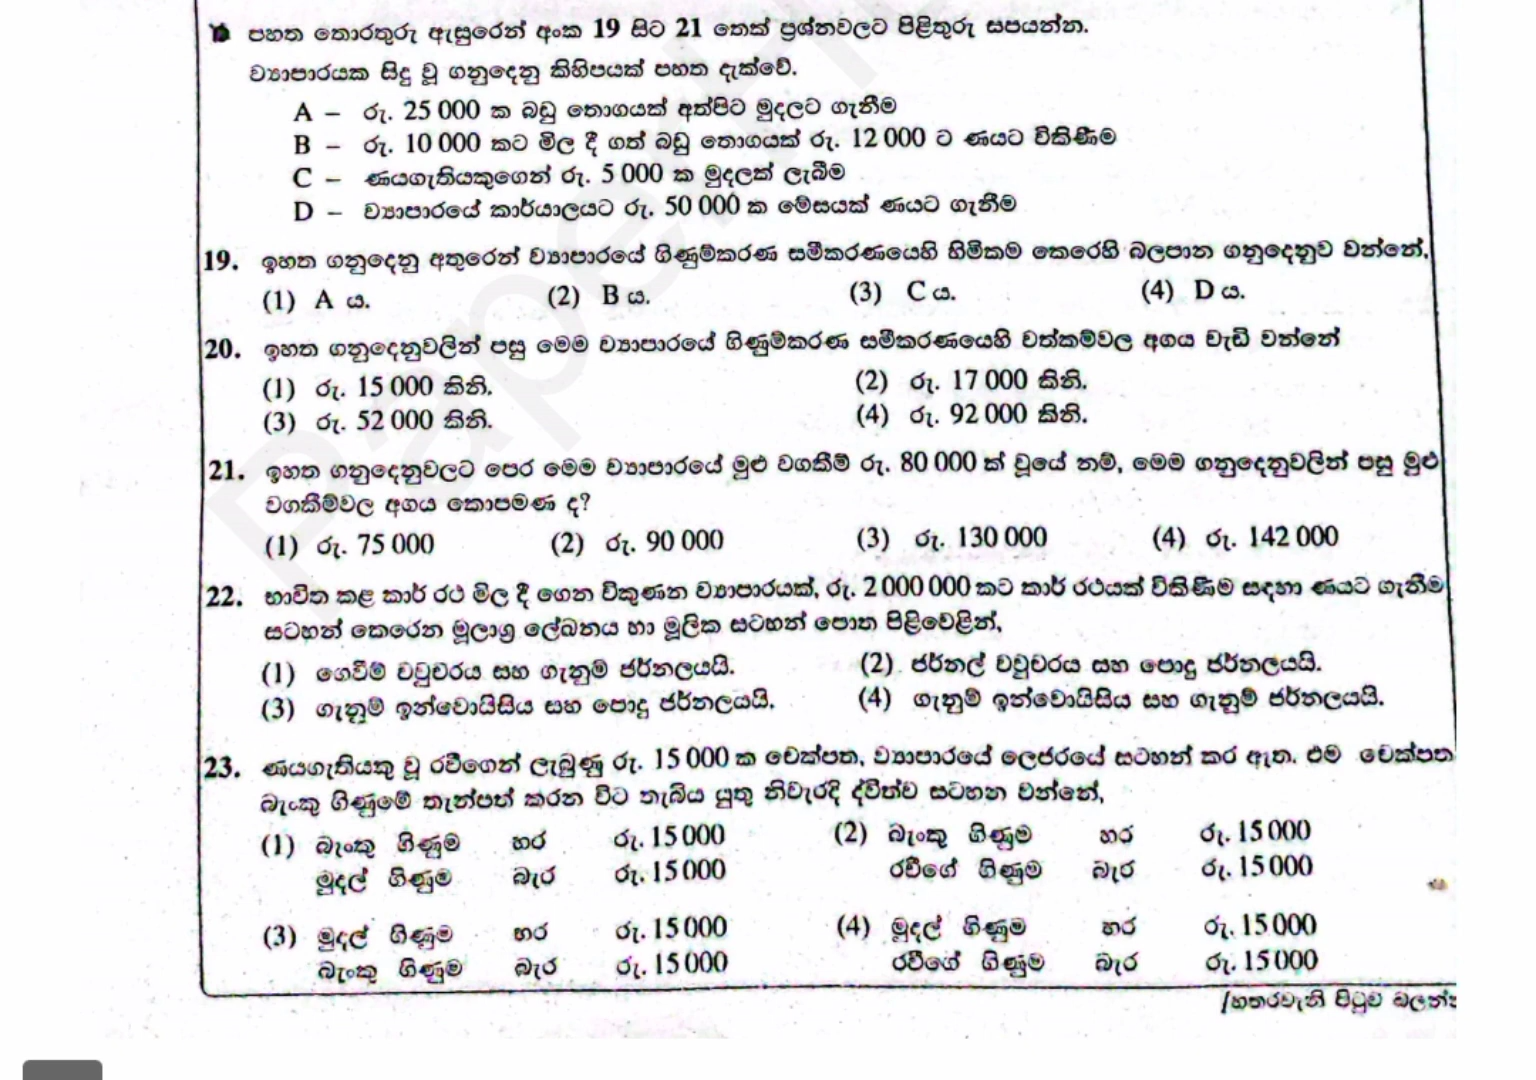 පහත තොරතුරු ඇසුරෙන් අංක 19 සිට 21 තෙක් ප්‍රශ්නවලට පිළිතුරු සපයන්න.
ව්‍යාපාරයක සිදු වූ ගනුදෙනු කිහිපයක් පහත දැක්වේ.
A – රු. 25 000 ක බඩු තොගයක් අත්පිට මුදලට ගැනීම
B – රු. 10 000 කට මිල දී ගත් බඩු තොගයක් රු. 12 000 ට ණයට විකිණීම
C – ණයගැතියකුගෙන් රු. 5 000 ක මුදලක් ලැබීම
D – ව්‍යාපාරයේ කාර්යාලයට රු. 50 000 ක මේසයක් ණයට ගැනීම
19. ඉහත ගනුදෙනු අතුරෙන් ව්‍යාපාරයේ ගිණුම්කරණ සමීකරණයෙහි හිමිකම කෙරෙහි බලපාන ගනුදෙනුව වන්නේ,
(1) A ය. (2) B ය. (3) C ය. (4) D ය.
20. ඉහත ගනුදෙනුවලින් පසු මෙම ව්‍යාපාරයේ ගිණුම්කරණ සමීකරණයෙහි වත්කම්වල අගය වැඩි වන්නේ
(1) රු. 15 000 කිනි. (2) රු. 17 000 කිනි.
(3) රු. 52 000 කිනි. (4) රු. 92 000 කිනි.
21. ඉහත ගනුදෙනුවලට පෙර මෙම ව්‍යාපාරයේ මුළු වගකීම් රු. 80 000 ක් වූයේ නම්, මෙම ගනුදෙනුවලින් පසු මුළු
වගකීම්වල අගය කොපමණ ද?
(1) රු. 75 000 (2) රු. 90 000 (3) රු. 130 000 (4) රු. 142 000
22. භාවිත කළ කාර් රථ මිල දී ගෙන විකුණන ව්‍යාපාරයක්, රු. 2 000 000 කට කාර් රථයක් විකිණීම සඳහා ණයට ගැනීම
සටහන් කෙරෙන මූලාශ්‍ර ලේඛනය හා මූලික සටහන් පොත පිළිවෙළින්,
(1) ගෙවීම් වවුචරය සහ ගැනුම් ජර්නලයයි. (2) ජර්නල් වවුචරය සහ පොදු ජර්නලයයි.
(3) ගැනුම් ඉන්වොයිසිය සහ පොදු ජර්නලයයි. (4) ගැනුම් ඉන්වොයිසිය සහ ගැනුම් ජර්නලයයි.
23. ණයගැතියකු වූ රවීගෙන් ලැබුණු රු. 15 000 ක චෙක්පත, ව්‍යාපාරයේ ලෙජරයේ සටහන් කර ඇත. එම චෙක්පත
බැංකු ගිණුමේ තැන්පත් කරන විට තැබිය යුතු නිවැරදි ද්විත්ව සටහන වන්නේ,
(1) බැංකු ගිණුම හර රු. 15 000 (2) බැංකු ගිණුම හර රු. 15 000
මුදල් ගිණුම බැර රු. 15 000 රවීගේ ගිණුම බැර රු. 15 000
(3) මුදල් ගිණුම හර රු. 15 000 (4) මුදල් ගිණුම හර රු. 15 000
බැංකු ගිණුම බැර රු. 15 000 රවීගේ ගිණුම බැර රු. 15 000
[හතරවැනි පිටුව